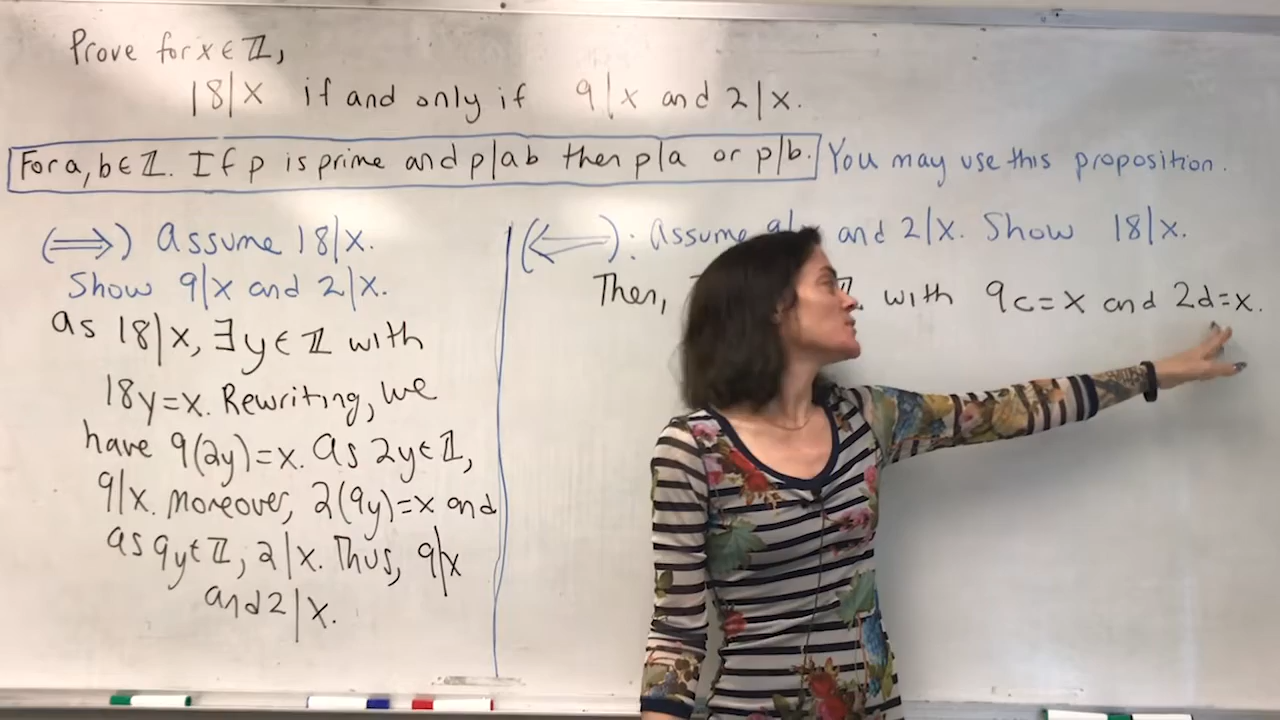 Prove for x ∈ ℤ,
18|x if and only if 9|x and 2|x.
For a, b ∈ ℤ. If p is prime and p|ab then p|a or p|b. You may use this proposition.
(⟹) Assume 18|x.
Show 9|x and 2|x.
As 18|x, ∃y ∈ ℤ with
18y=x. Rewriting, we
have 9(2y)=x. As 2y ∈ ℤ,
9|x. Moreover, 2(9y)=x and
as 9y ∈ ℤ, 2|x. Thus, 9|x
and 2|x.
(⟸): Assume and 2|x. Show 18|x.
Then, with 9c=x and 2d=x.